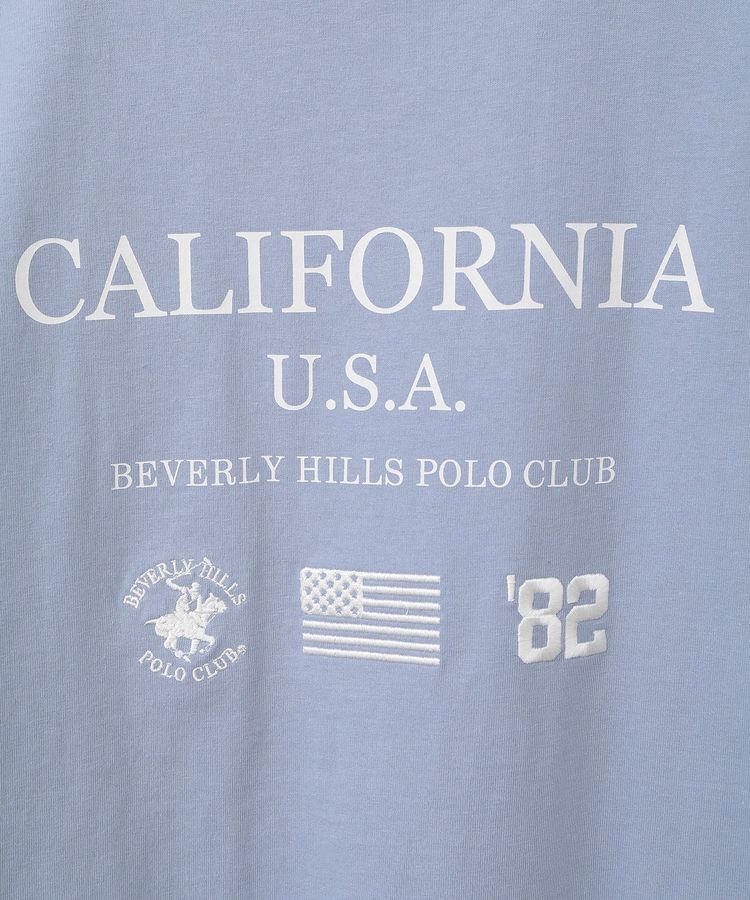 CALIFORNIA
U.S.A.
BEVERLY HILLS POLO CLUB
BEVERLY HILLS
POLO CLUB
'82